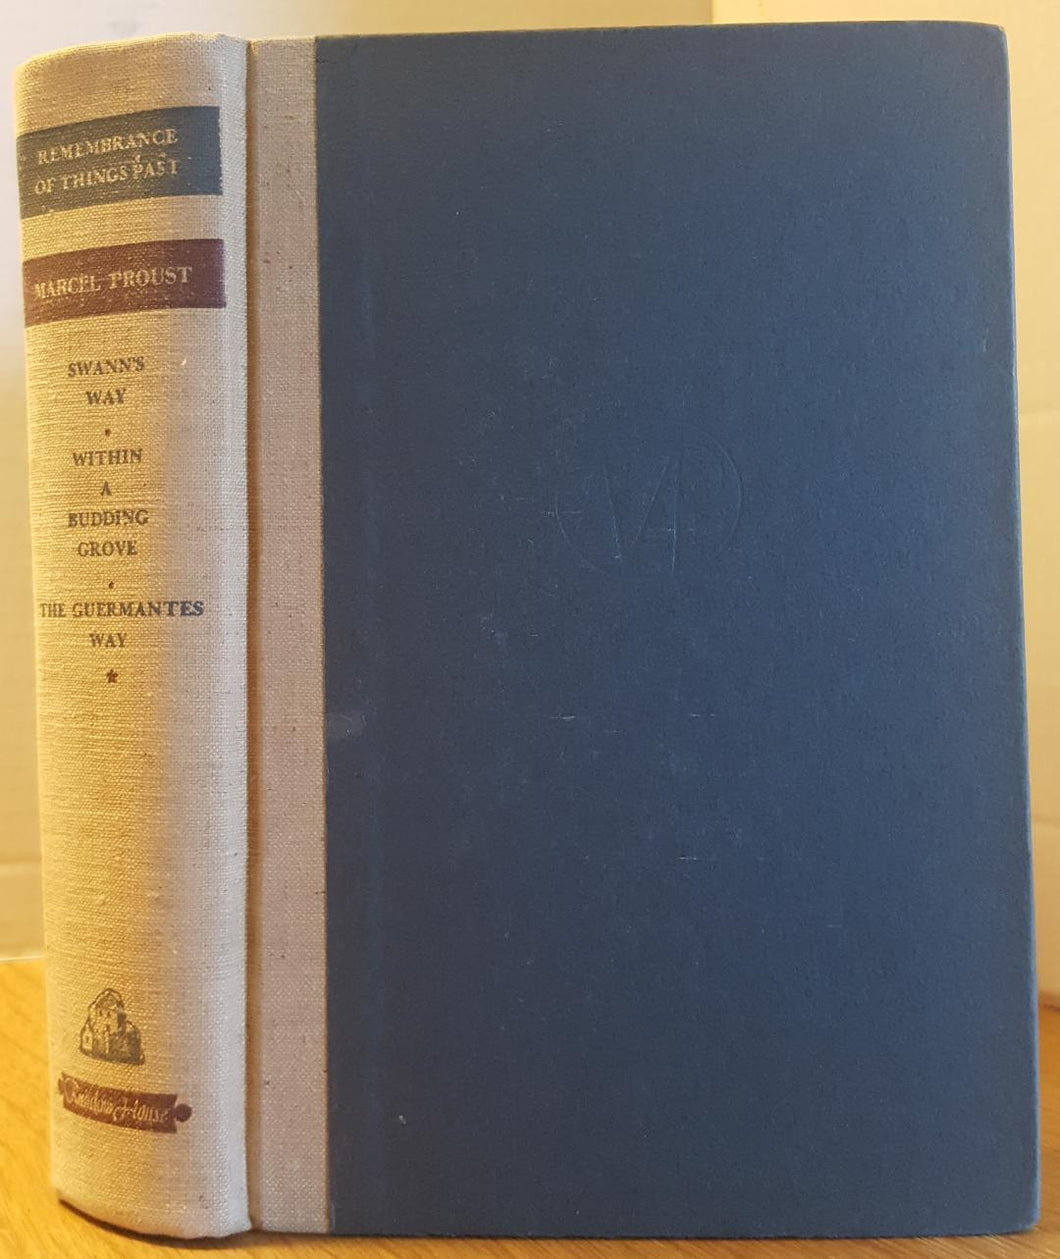 REMEMBRANCE
OF THINGS PAST
MARCEL PROUST
SWANN'S
WAY
WITHIN
A
BUDDING
GROVE
THE GUERMANTES
WAY
Random House